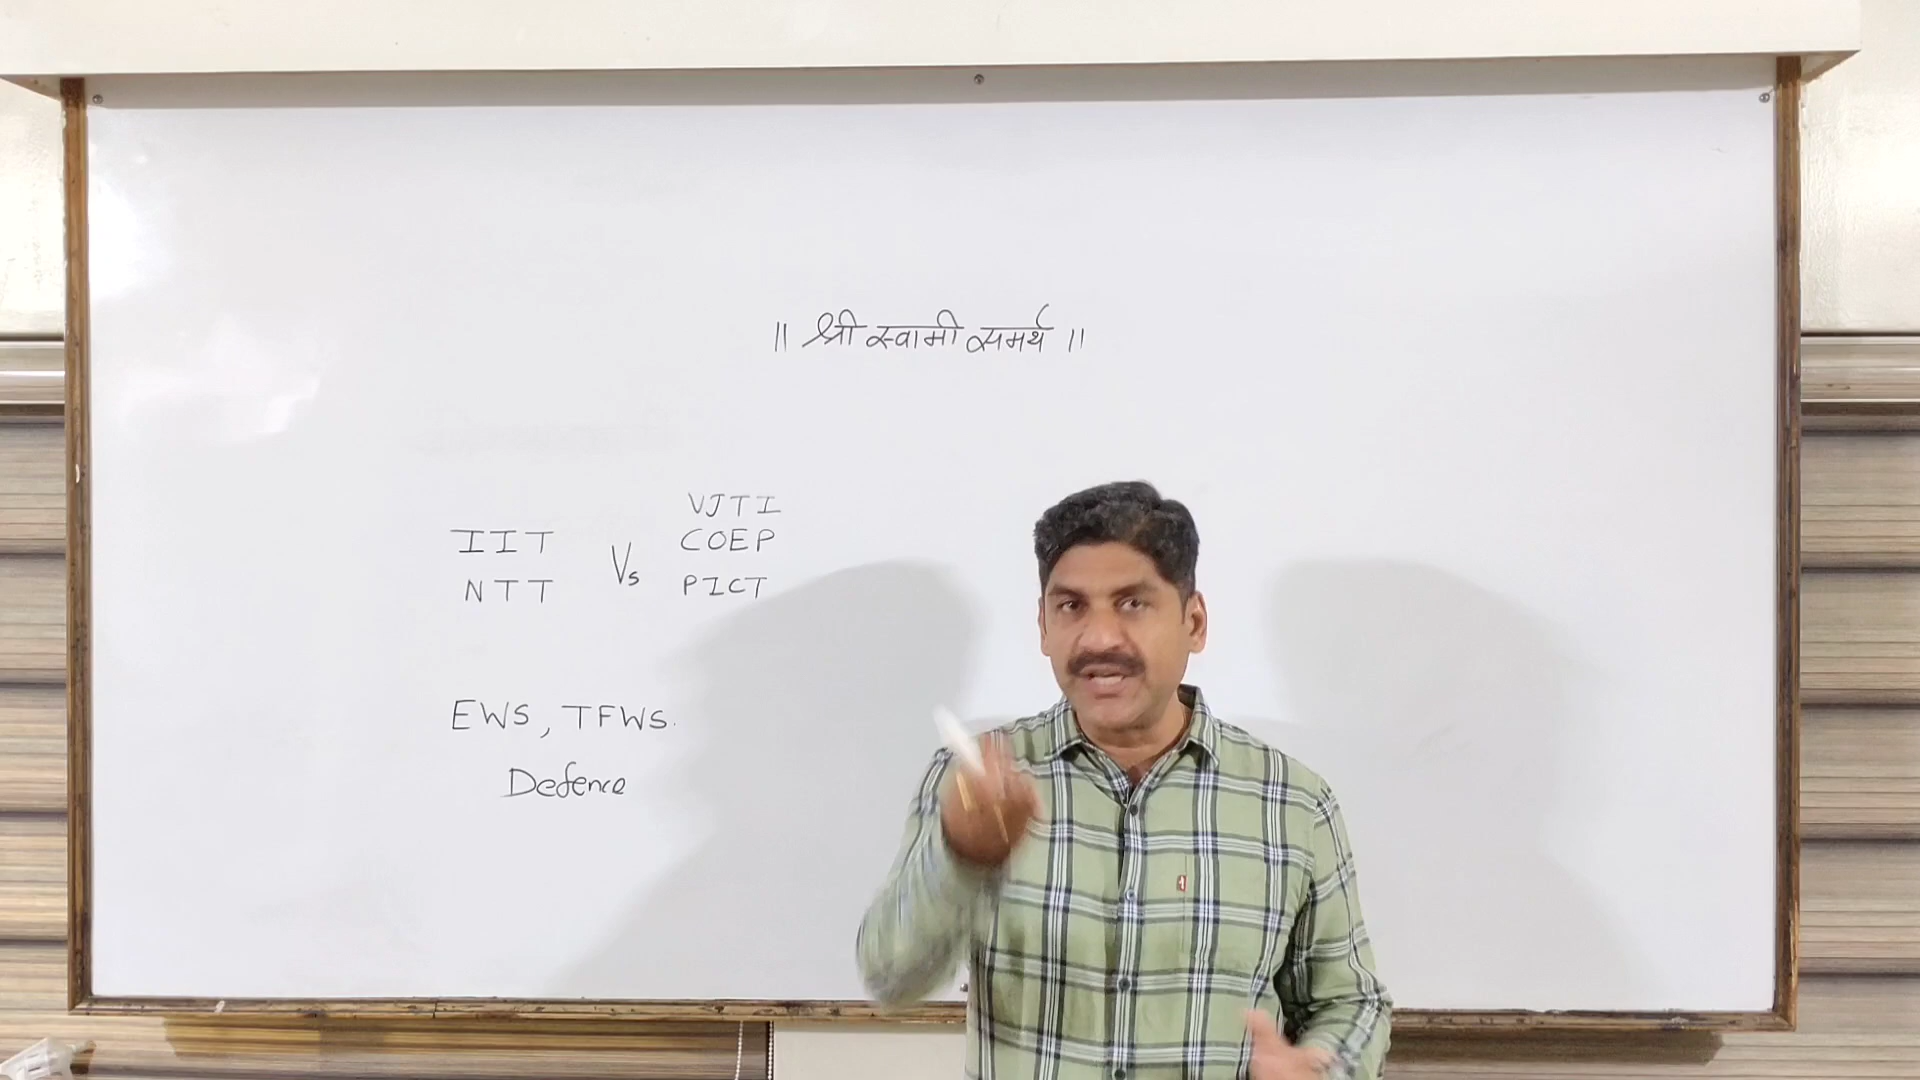 ॥ श्री स्वामी समर्थ ॥
VJTI
IIT Vs COEP
NTT PICT
EWS, TFWS.
Defence